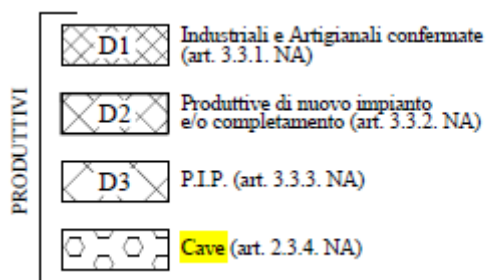 PRODUTTIVI
D1
Industriali e Artigianali confermate
(art. 3.3.1. NA)
D2
Produttive di nuovo impianto
e/o completamento (art. 3.3.2. NA)
D3
P.I.P. (art. 3.3.3. NA)
Cave (art. 2.3.4. NA)